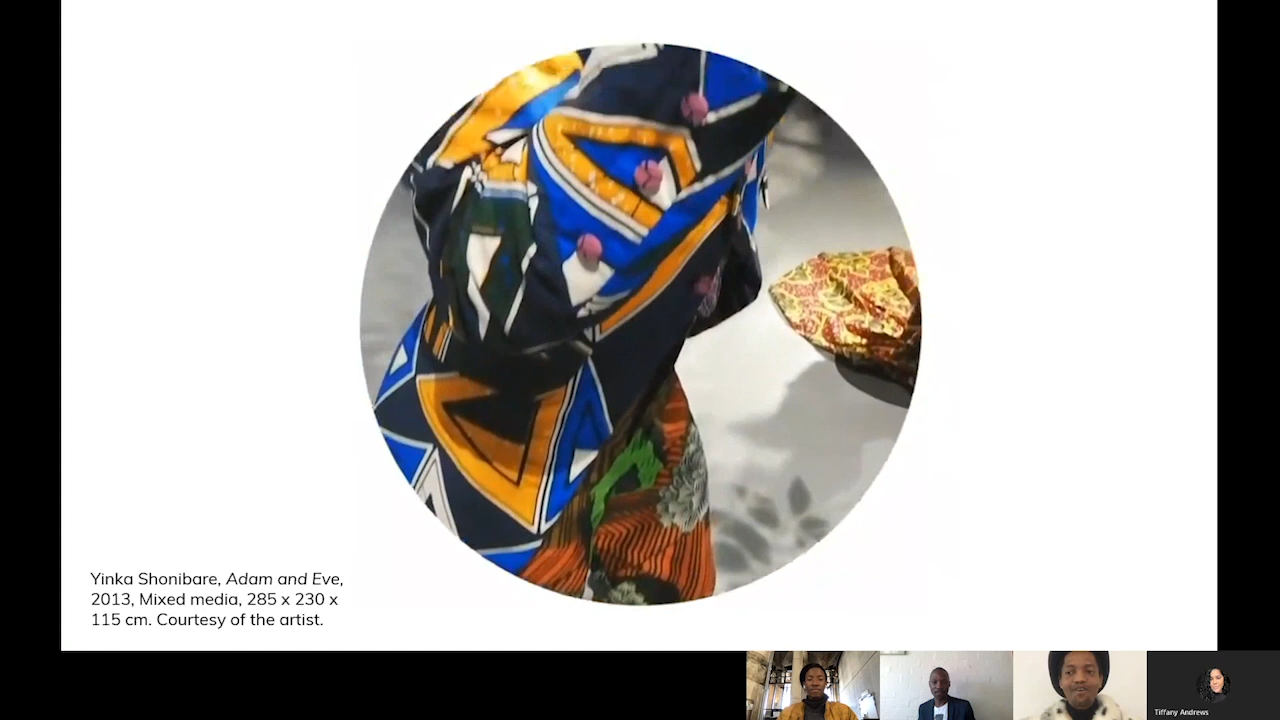 Yinka Shonibare, Adam and Eve,
2013, Mixed media, 285 x 230 x
115 cm. Courtesy of the artist.
Tiffany Andrews